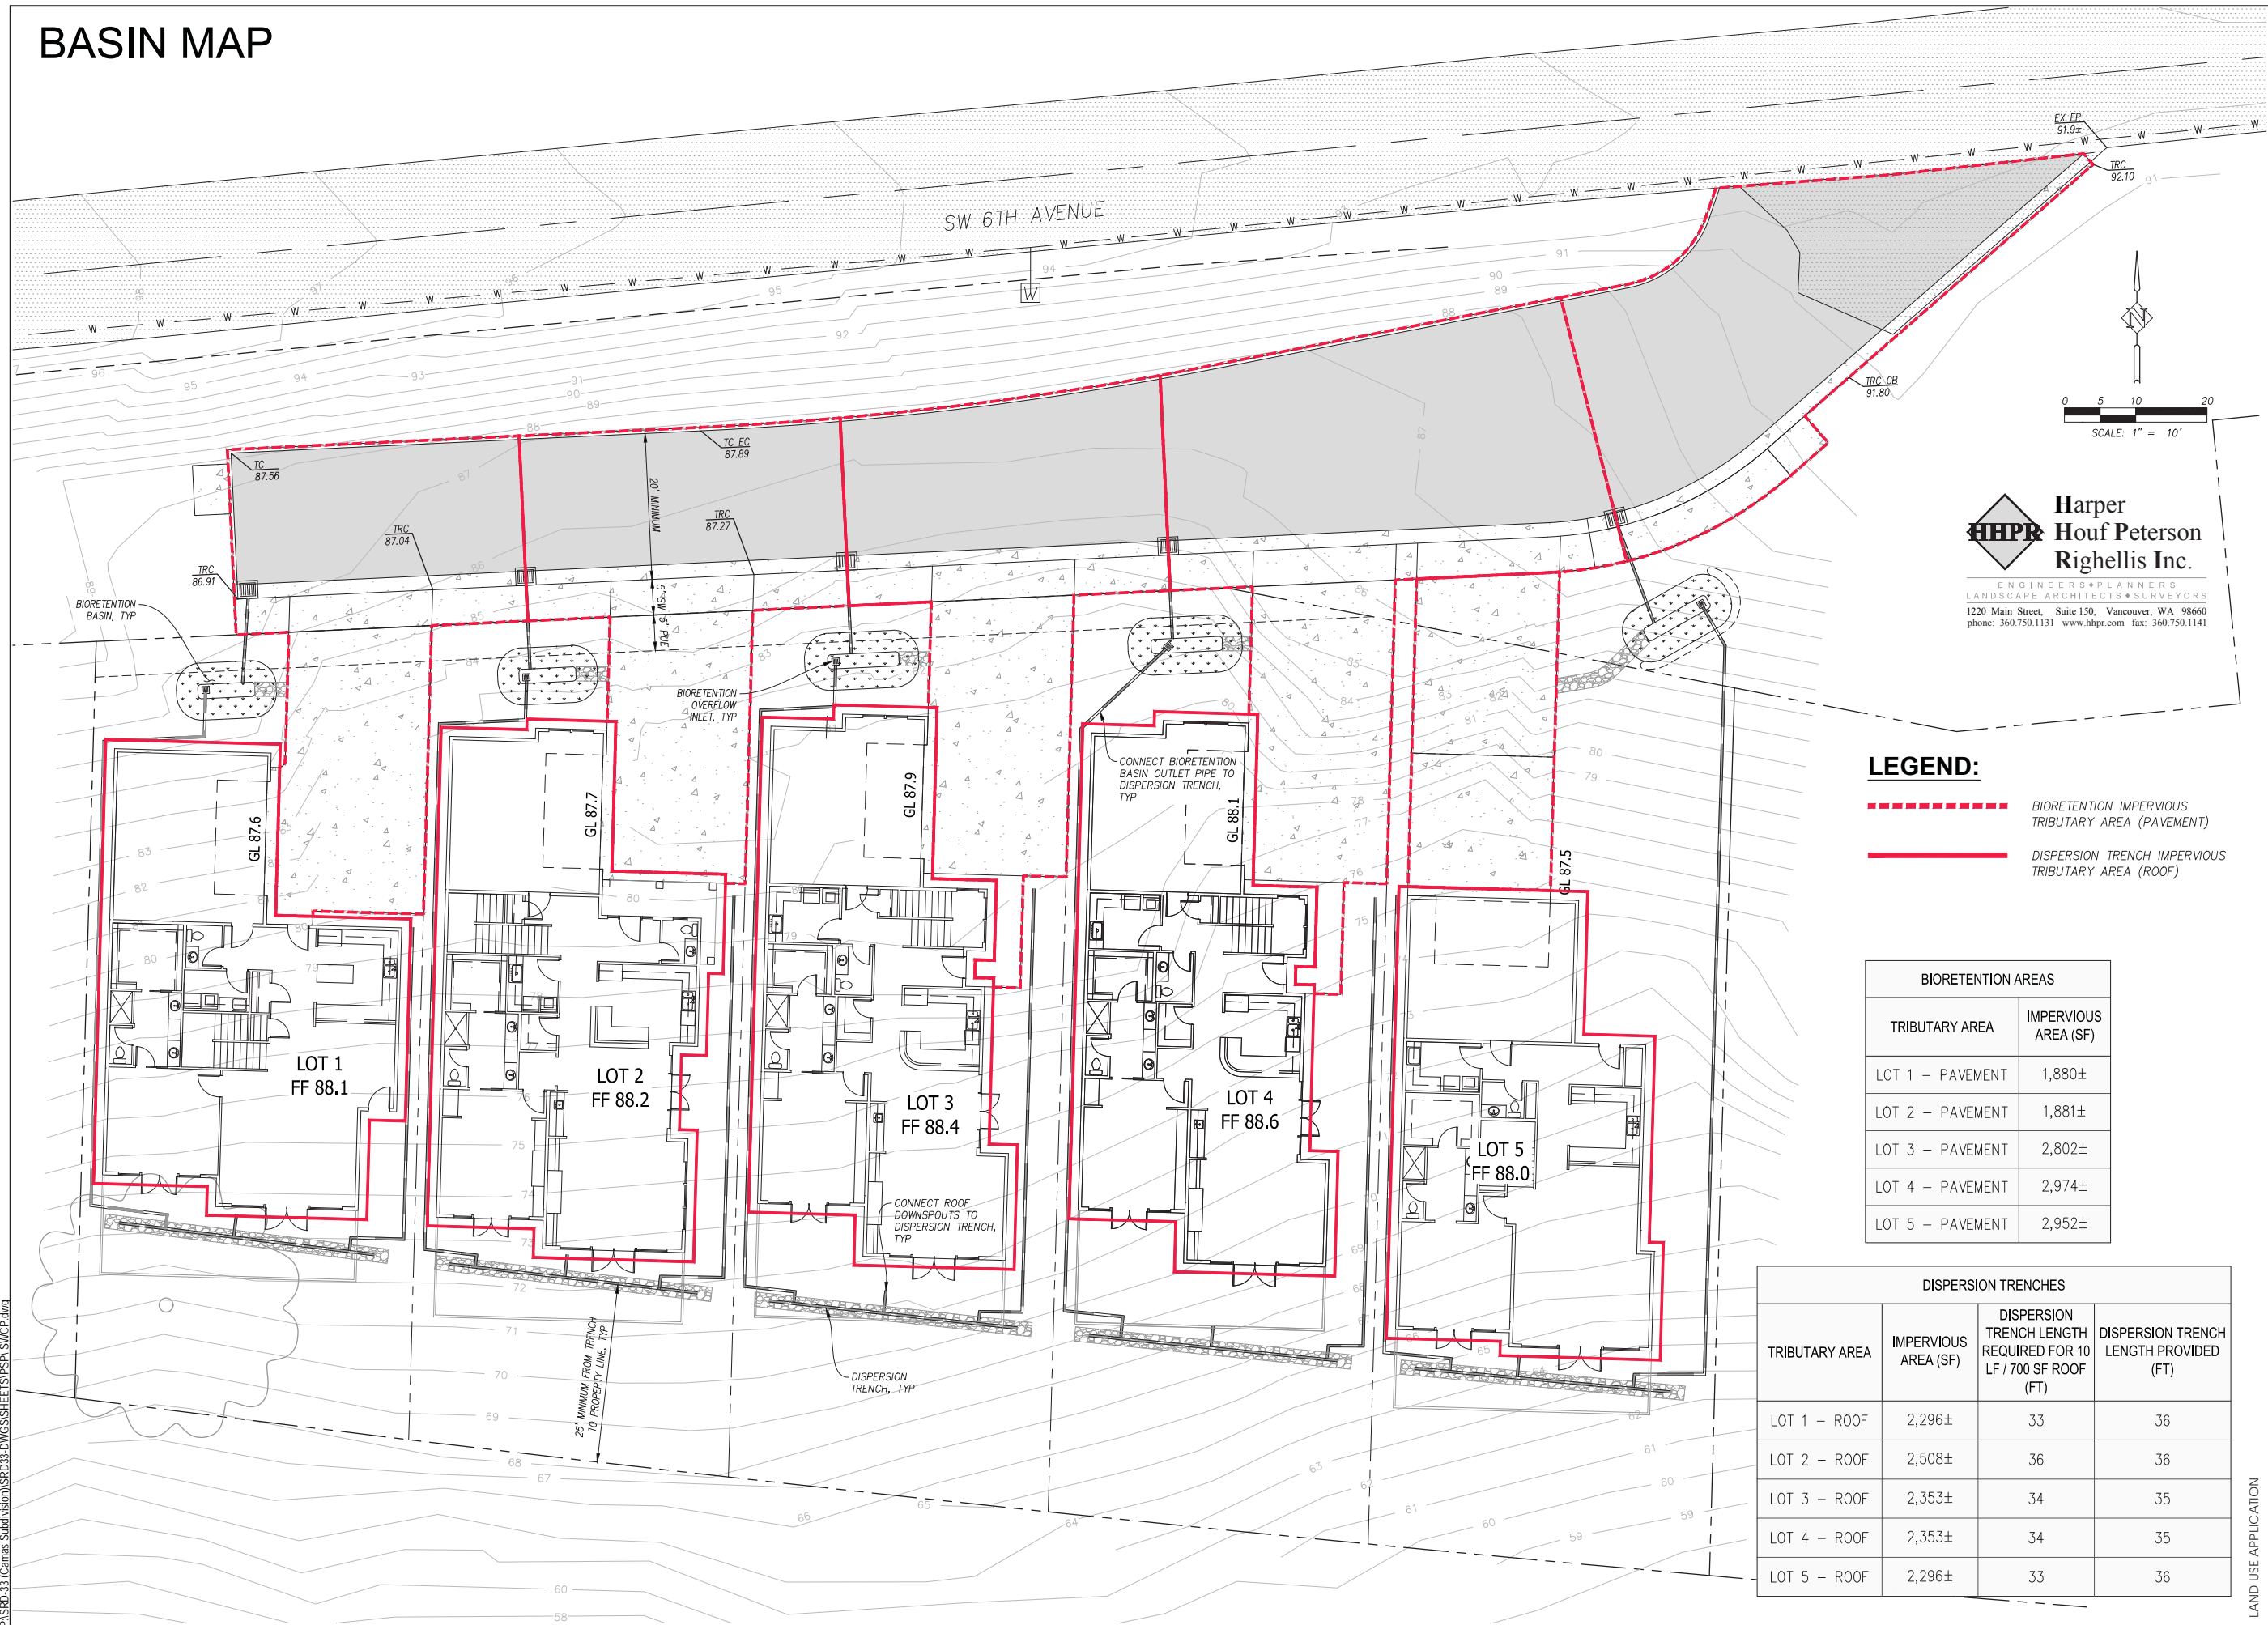 BASIN MAP
SW 6TH AVENUE
EX EP
91.9±
TRC
92.10
TRC GB
91.80
TC
87.56
TC EC
87.89
TRC
87.04
TRC
87.27
TRC
86.91
20' MINIMUM
5' SW
5' PUE
BIORETENTION
BASIN, TYP
BIORETENTION
OVERFLOW
INLET, TYP
CONNECT BIORETENTION
BASIN OUTLET PIPE TO
DISPERSION TRENCH,
TYP
GL 87.6
GL 87.7
GL 87.9
GL 88.1
GL 87.5
LOT 1
FF 88.1
LOT 2
FF 88.2
LOT 3
FF 88.4
LOT 4
FF 88.6
LOT 5
FF 88.0
CONNECT ROOF
DOWNSPOUTS TO
DISPERSION TRENCH,
TYP
DISPERSION
TRENCH, TYP
25' MINIMUM FROM TRENCH
TO PROPERTY LINE, TYP
N
0 5 10 20
SCALE: 1" = 10'
HHPR
Harper
Houf Peterson
Righellis Inc.
ENGINEERS♦PLANNERS
LANDSCAPE ARCHITECTS♦SURVEYORS
1220 Main Street, Suite 150, Vancouver, WA 98660
phone: 360.750.1131 www.hhpr.com fax: 360.750.1141
LEGEND:
BIORETENTION IMPERVIOUS
TRIBUTARY AREA (PAVEMENT)
DISPERSION TRENCH IMPERVIOUS
TRIBUTARY AREA (ROOF)
BIORETENTION AREAS
TRIBUTARY AREA IMPERVIOUS AREA (SF)
LOT 1 – PAVEMENT 1,880±
LOT 2 – PAVEMENT 1,881±
LOT 3 – PAVEMENT 2,802±
LOT 4 – PAVEMENT 2,974±
LOT 5 – PAVEMENT 2,952±
DISPERSION TRENCHES
TRIBUTARY AREA IMPERVIOUS AREA (SF) DISPERSION TRENCH LENGTH REQUIRED FOR 10 LF / 700 SF ROOF (FT) DISPERSION TRENCH LENGTH PROVIDED (FT)
LOT 1 – ROOF 2,296± 33 36
LOT 2 – ROOF 2,508± 36 36
LOT 3 – ROOF 2,353± 34 35
LOT 4 – ROOF 2,353± 34 35
LOT 5 – ROOF 2,296± 33 36
LAND USE APPLICATION